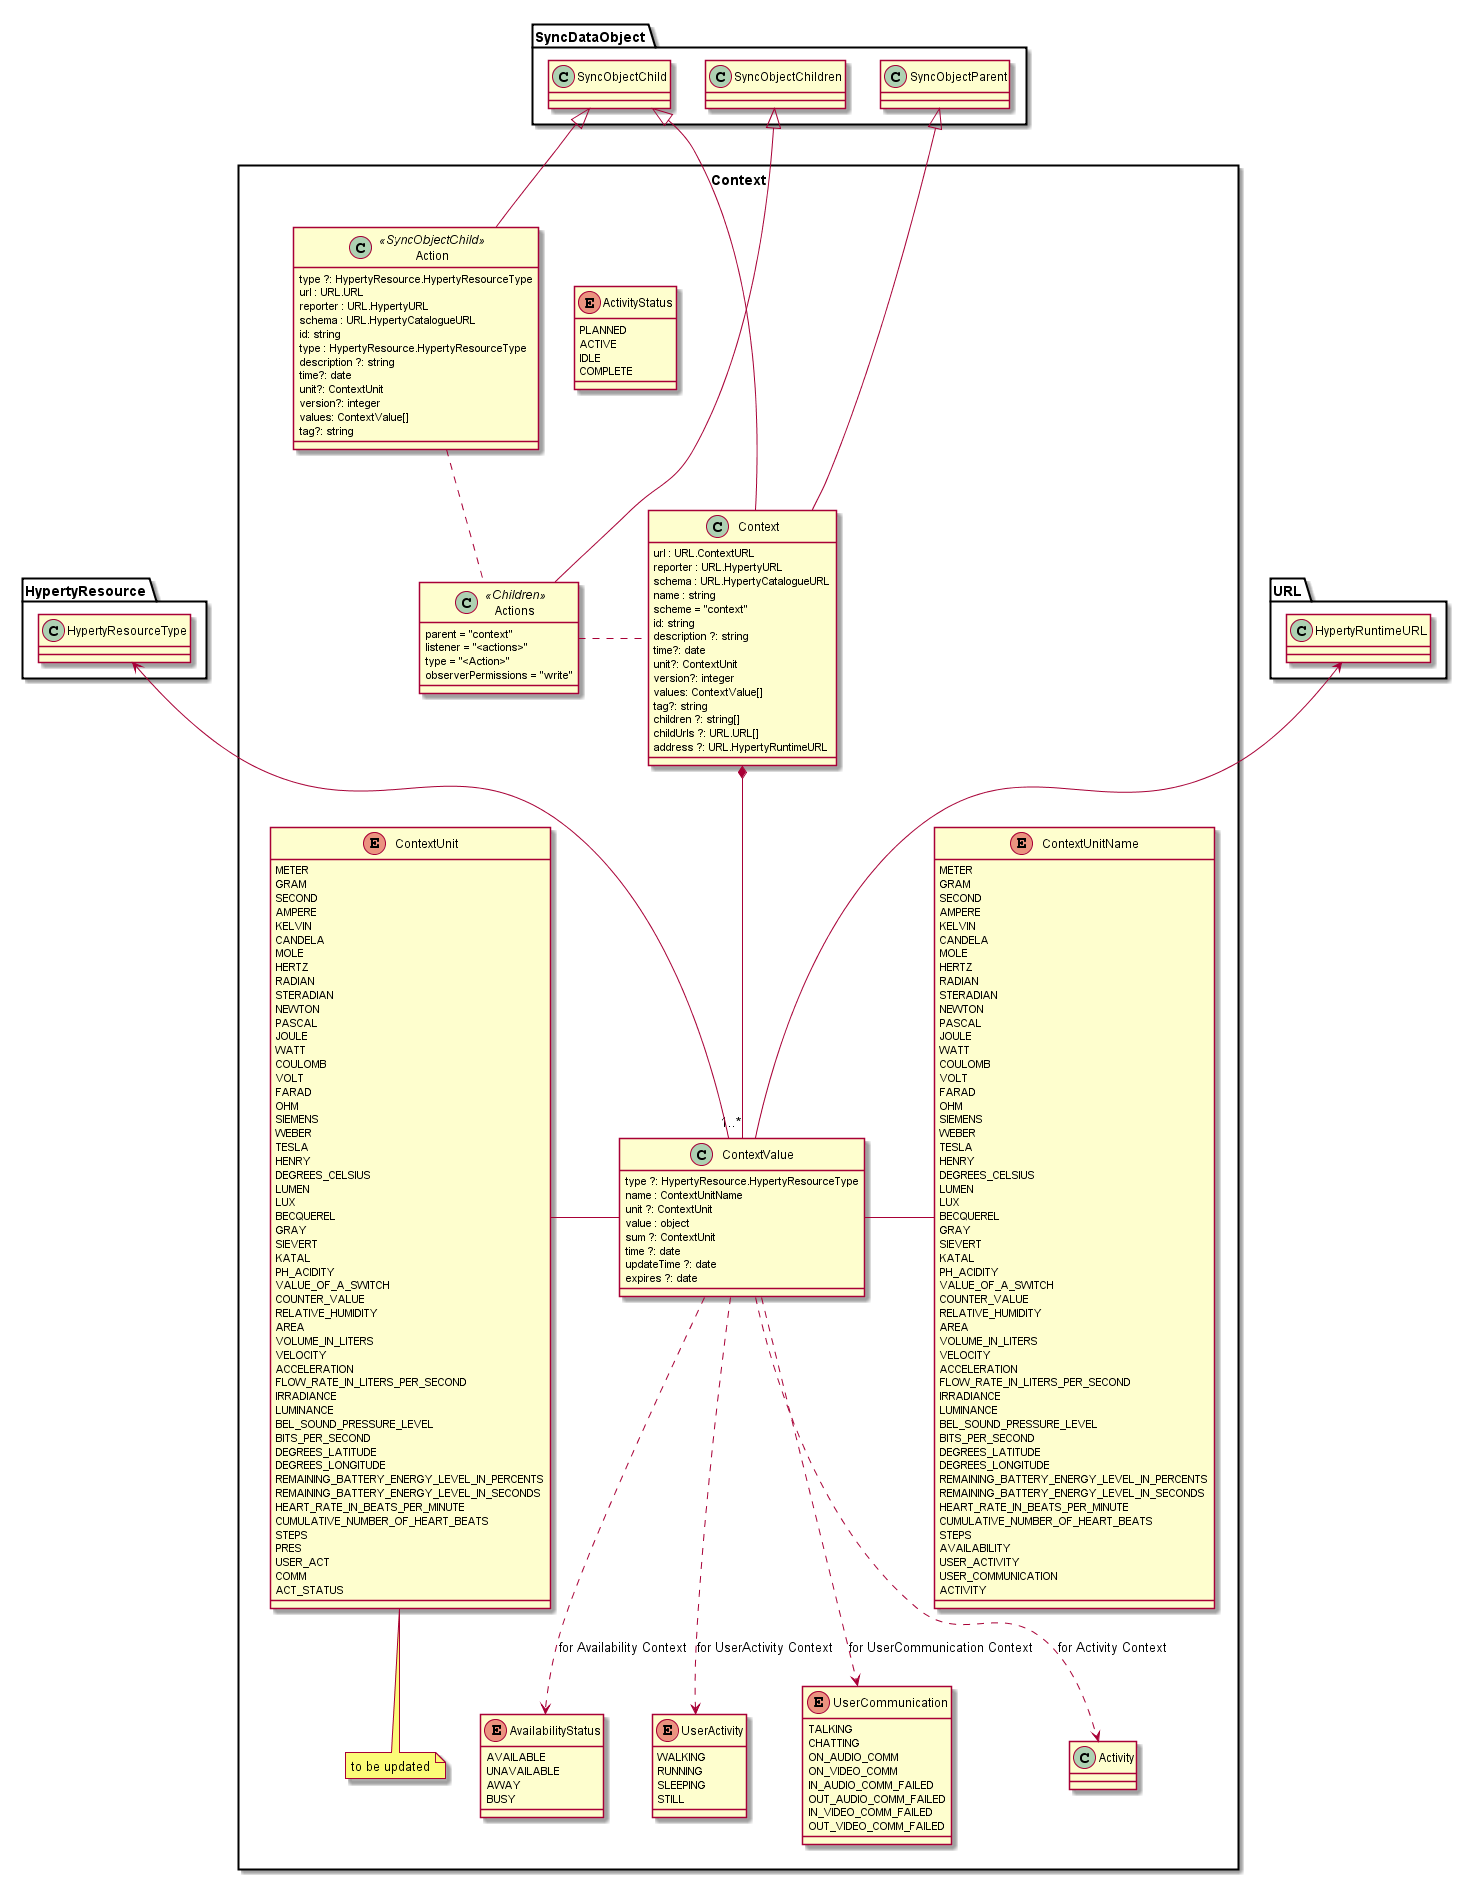 SyncDataObject
C SyncObjectChild
C SyncObjectChildren
C SyncObjectParent
Context
C «SyncObjectChild»
Action
type ?: HypertyResource.HypertyResourceType
url : URL.URL
reporter : URL.HypertyURL
schema : URL.HypertyCatalogueURL
id: string
type : HypertyResource.HypertyResourceType
description ?: string
time?: date
unit?: ContextUnit
version?: integer
values: ContextValue[]
tag?: string
E ActivityStatus
PLANNED
ACTIVE
IDLE
COMPLETE
C Context
url : URL.ContextURL
reporter : URL.HypertyURL
schema : URL.HypertyCatalogueURL
name : string
scheme = "context"
id: string
description ?: string
time?: date
unit?: ContextUnit
version?: integer
values: ContextValue[]
tag?: string
children ?: string[]
childUrls ?: URL.URL[]
address ?: URL.HypertyRuntimeURL
HypertyResource
C HypertyResourceType
C «Children»
Actions
parent = "context"
listener = "<actions>"
type = "<Action>"
observerPermissions = "write"
URL
C HypertyRuntimeURL
E ContextUnit
METER
GRAM
SECOND
AMPERE
KELVIN
CANDELA
MOLE
HERTZ
RADIAN
STERADIAN
NEWTON
PASCAL
JOULE
WATT
COULOMB
VOLT
FARAD
OHM
SIEMENS
WEBER
TESLA
HENRY
DEGREES_CELSIUS
LUMEN
LUX
BECQUEREL
GRAY
SIEVERT
KATAL
PH_ACIDITY
VALUE_OF_A_SWITCH
COUNTER_VALUE
RELATIVE_HUMIDITY
AREA
VOLUME_IN_LITERS
VELOCITY
ACCELERATION
FLOW_RATE_IN_LITERS_PER_SECOND
IRRADIANCE
LUMINANCE
BEL_SOUND_PRESSURE_LEVEL
BITS_PER_SECOND
DEGREES_LATITUDE
DEGREES_LONGITUDE
REMAINING_BATTERY_ENERGY_LEVEL_IN_PERCENTS
REMAINING_BATTERY_ENERGY_LEVEL_IN_SECONDS
HEART_RATE_IN_BEATS_PER_MINUTE
CUMULATIVE_NUMBER_OF_HEART_BEATS
STEPS
PRES
USER_ACT
COMM
ACT_STATUS
E ContextUnitName
METER
GRAM
SECOND
AMPERE
KELVIN
CANDELA
MOLE
HERTZ
RADIAN
STERADIAN
NEWTON
PASCAL
JOULE
WATT
COULOMB
VOLT
FARAD
OHM
SIEMENS
WEBER
TESLA
HENRY
DEGREES_CELSIUS
LUMEN
LUX
BECQUEREL
GRAY
SIEVERT
KATAL
PH_ACIDITY
VALUE_OF_A_SWITCH
COUNTER_VALUE
RELATIVE_HUMIDITY
AREA
VOLUME_IN_LITERS
VELOCITY
ACCELERATION
FLOW_RATE_IN_LITERS_PER_SECOND
IRRADIANCE
LUMINANCE
BEL_SOUND_PRESSURE_LEVEL
BITS_PER_SECOND
DEGREES_LATITUDE
DEGREES_LONGITUDE
REMAINING_BATTERY_ENERGY_LEVEL_IN_PERCENTS
REMAINING_BATTERY_ENERGY_LEVEL_IN_SECONDS
HEART_RATE_IN_BEATS_PER_MINUTE
CUMULATIVE_NUMBER_OF_HEART_BEATS
STEPS
AVAILABILITY
USER_ACTIVITY
USER_COMMUNICATION
ACTIVITY
1..*
C ContextValue
type ?: HypertyResource.HypertyResourceType
name : ContextUnitName
unit ?: ContextUnit
value : object
sum ?: ContextUnit
time ?: date
updateTime ?: date
expires ?: date
for Availability Context
for UserActivity Context
for UserCommunication Context
for Activity Context
to be updated
E AvailabilityStatus
AVAILABLE
UNAVAILABLE
AWAY
BUSY
E UserActivity
WALKING
RUNNING
SLEEPING
STILL
E UserCommunication
TALKING
CHATTING
ON_AUDIO_COMM
ON_VIDEO_COMM
IN_AUDIO_COMM_FAILED
OUT_AUDIO_COMM_FAILED
IN_VIDEO_COMM_FAILED
OUT_VIDEO_COMM_FAILED
C Activity